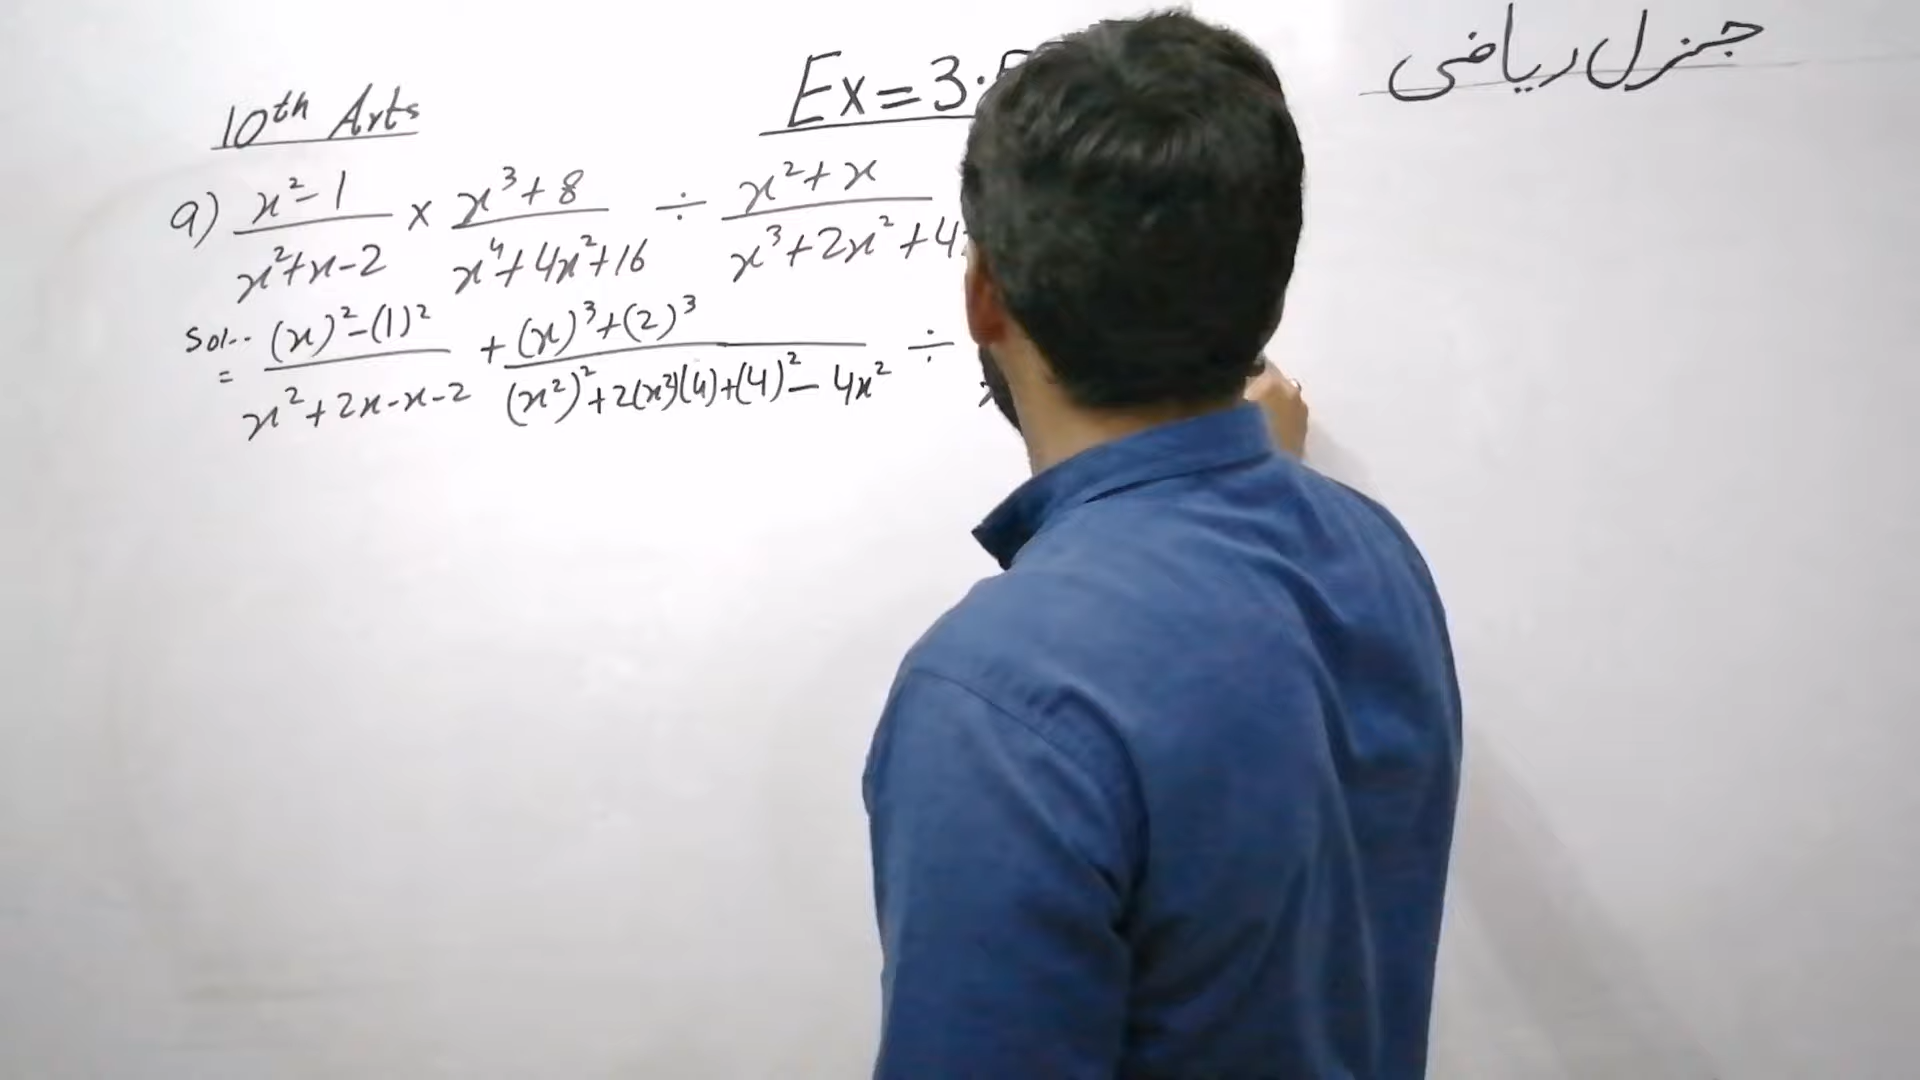 10th Arts
Ex=3.
جنرل ریاضی
9) x²-1 / x²+x-2 × x³+8 / x⁴+4x²+16 ÷ x²+x / x³+2x²+4
Sol..
= (x)²-(1)² / x²+2x-x-2 + (x)³+(2)³ / (x²)²+2(x²)(4)+(4)²-4x² ÷